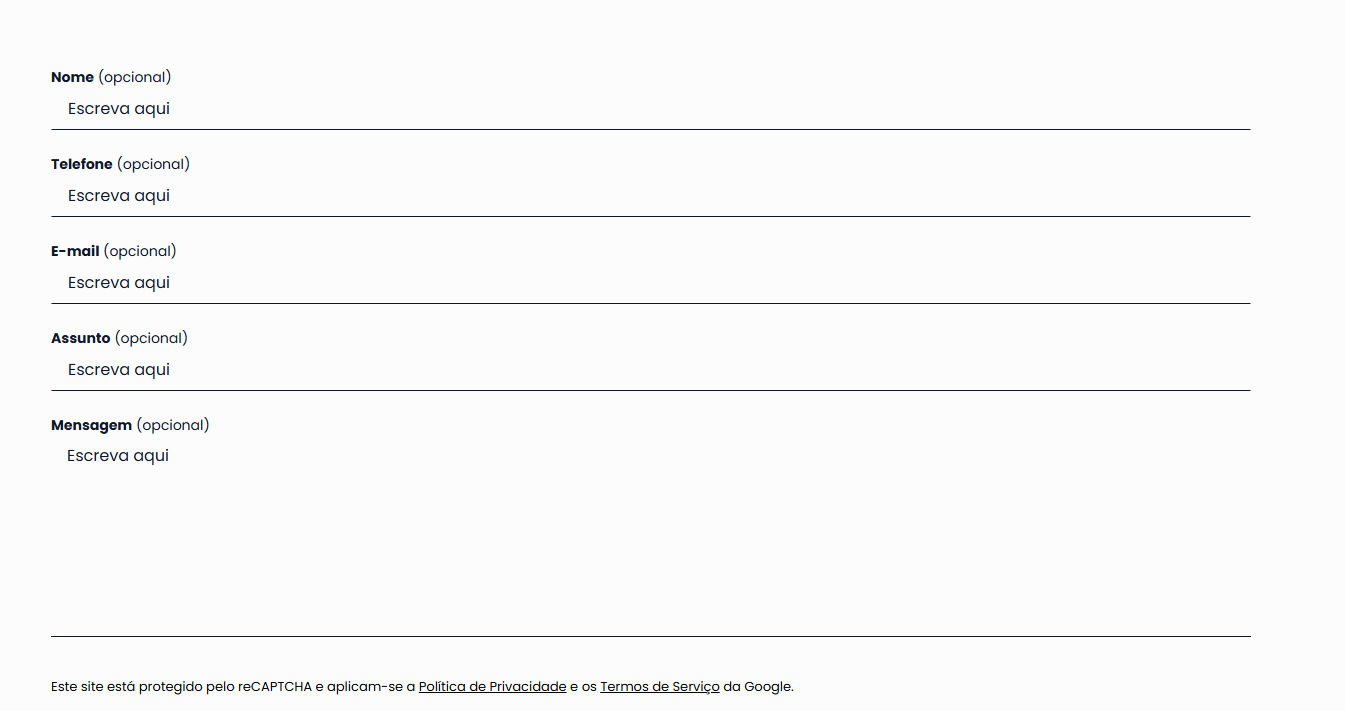 Nome (opcional)
Escreva aqui
Telefone (opcional)
Escreva aqui
E-mail (opcional)
Escreva aqui
Assunto (opcional)
Escreva aqui
Mensagem (opcional)
Escreva aqui
Este site está protegido pelo reCAPTCHA e aplicam-se a Política de Privacidade e os Termos de Serviço da Google.